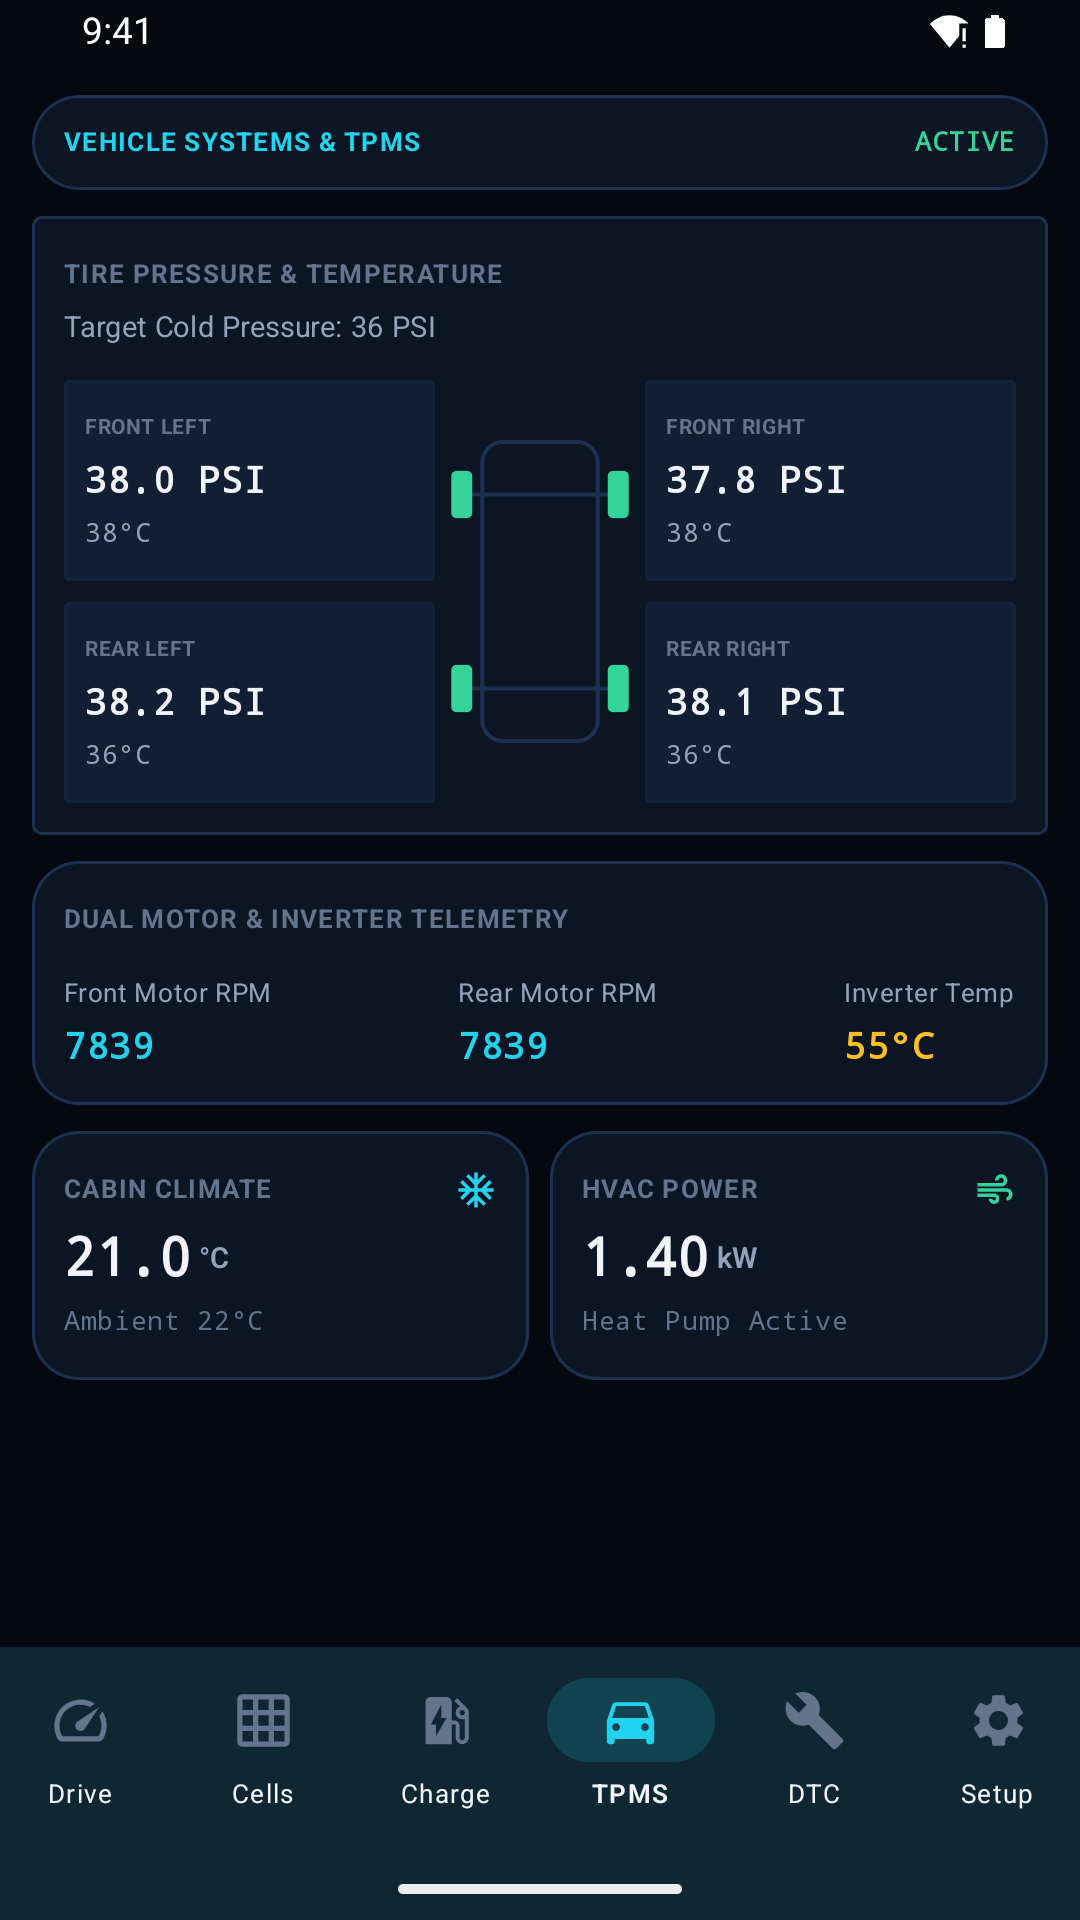 9:41
VEHICLE SYSTEMS & TPMS
ACTIVE
TIRE PRESSURE & TEMPERATURE
Target Cold Pressure: 36 PSI
FRONT LEFT
38.0 PSI
38°C
FRONT RIGHT
37.8 PSI
38°C
REAR LEFT
38.2 PSI
36°C
REAR RIGHT
38.1 PSI
36°C
DUAL MOTOR & INVERTER TELEMETRY
Front Motor RPM
7839
Rear Motor RPM
7839
Inverter Temp
55°C
CABIN CLIMATE
21.0 °C
Ambient 22°C
HVAC POWER
1.40 kW
Heat Pump Active
Drive
Cells
Charge
TPMS
DTC
Setup